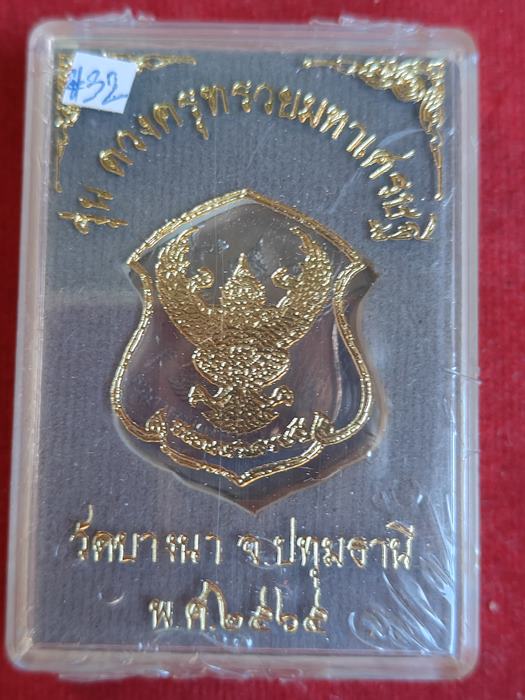 #32
รุ่น ดวงครุฑรวยมหาเศรษฐี
วัดบางนา จ.ปทุมธานี
พ.ศ.๒๕๖๕